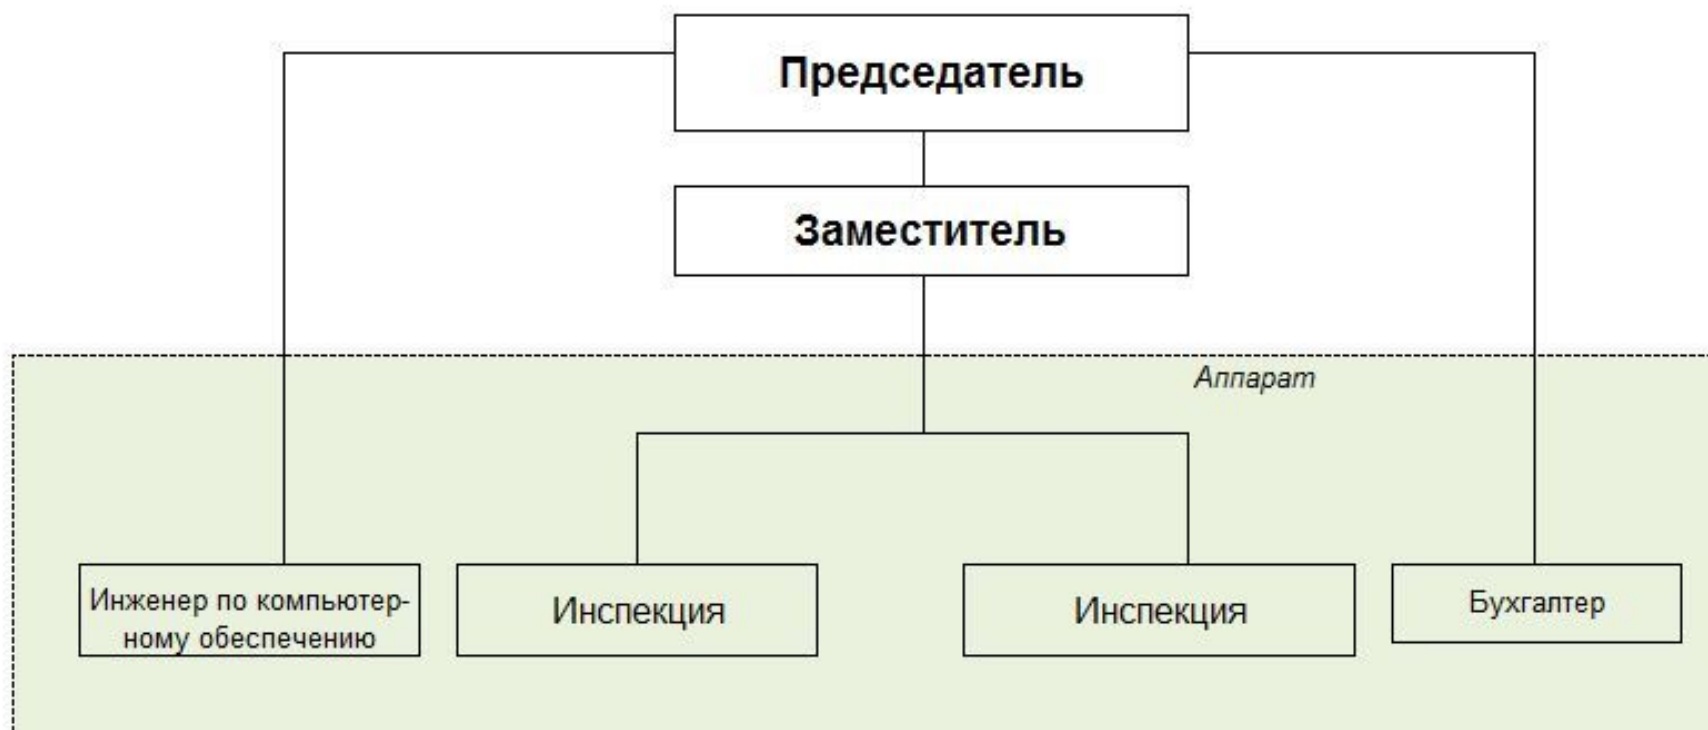 Председатель
Заместитель
Аппарат
Инженер по компьютер-
ному обеспечению
Инспекция
Инспекция
Бухгалтер